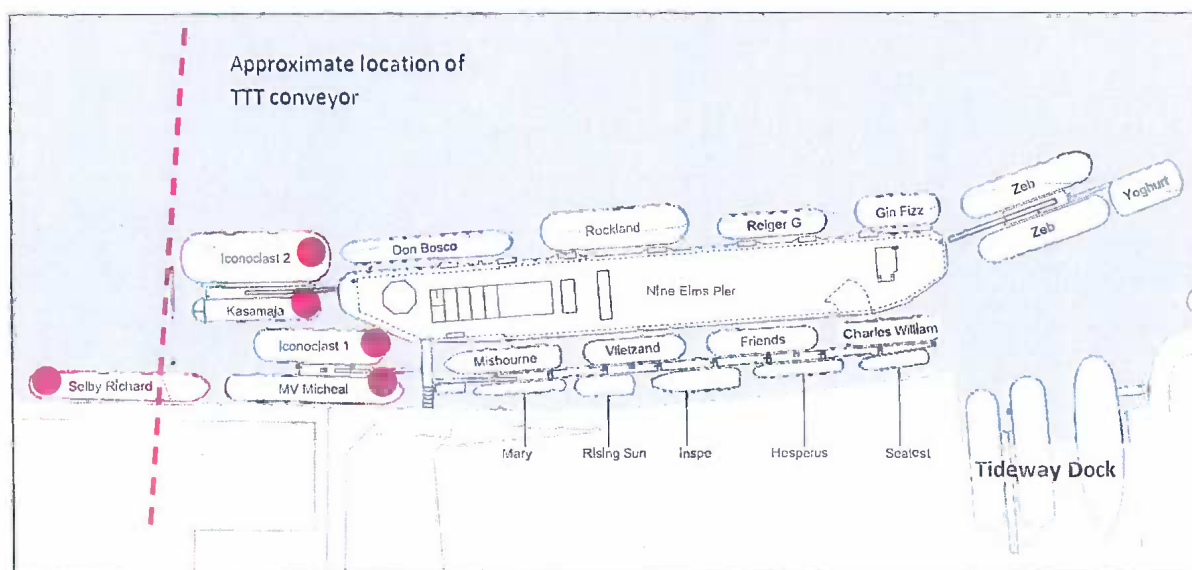 Approximate location of
TTT conveyor
Zeb
Yoghurt
Gin Fizz
Zeb
Reiger G
Rockland
Don Bosco
Iconoclast 2
Nine Elms Pier
Kasamaja
Charles William
Friends
Iconoclast 1
Vlietzand
Misbourne
Selby Richard
MV Micheal
Mary
Rising Sun
Inspe
Hesperus
Seatest
Tideway Dock